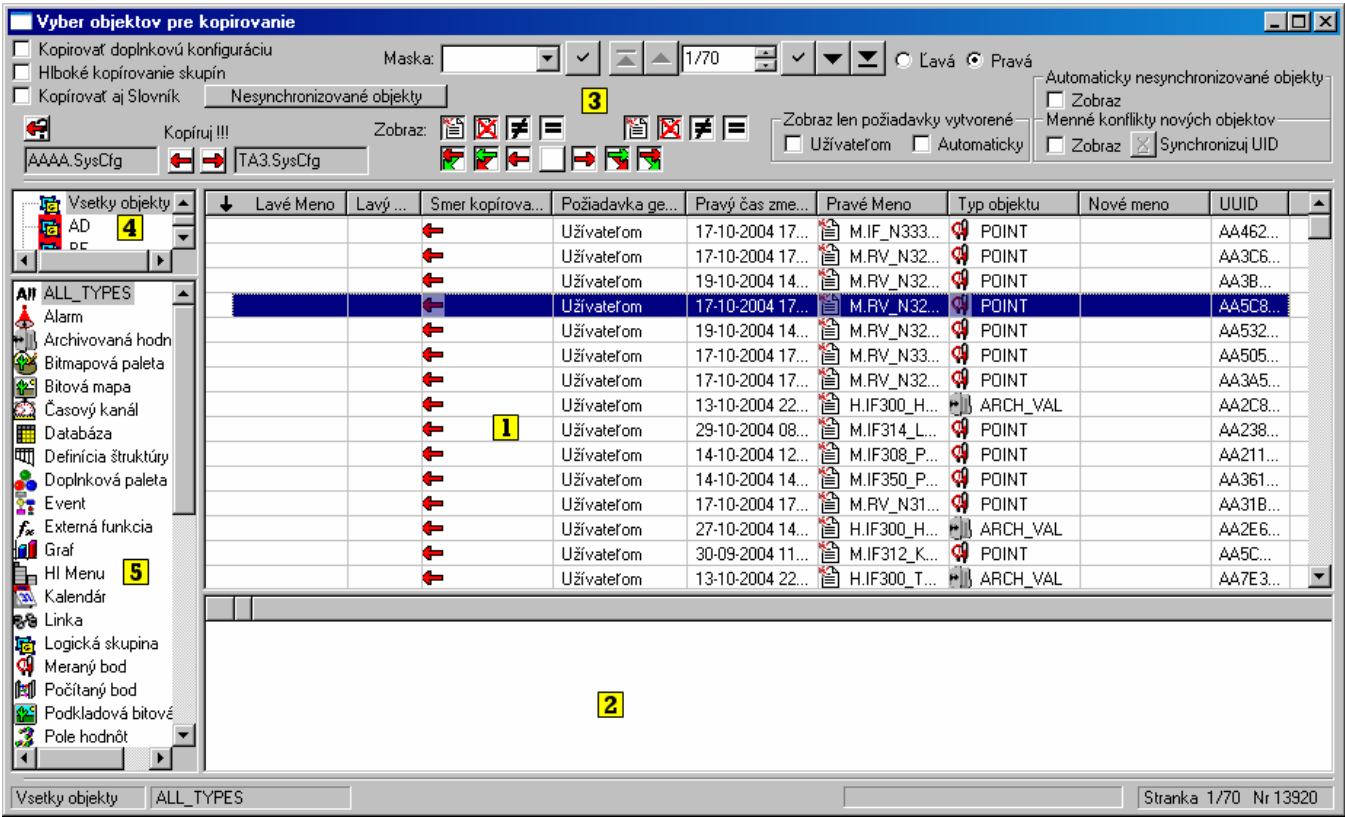 Vyber objektov pre kopirovanie
Kopirovať doplnkovú konfiguráciu
Hlboké kopírovanie skupín
Kopírovať aj Slovník
Nesynchronizované objekty
Maska:
1/70
Ľavá
Pravá
3
Automaticky nesynchronizované objekty
Zobraz
Kopíruj !!!
Zobraz:
Zobraz len požiadavky vytvorené
Užívateľom
Automaticky
Menné konflikty nových objektov
Zobraz
Synchronizuj UID
AAAA.SysCfg
TA3.SysCfg
Vsetky objekty
AD
4
Lavé Meno Lavý ... Smer kopírova... Požiadavka ge... Pravý čas zme... Pravé Meno Typ objektu Nové meno UUID
Užívateľom 17-10-2004 17... M.IF_N333... POINT AA462...
Užívateľom 17-10-2004 17... M.RV_N32... POINT AA3C6...
Užívateľom 19-10-2004 14... M.RV_N32... POINT AA3B...
Užívateľom 17-10-2004 17... M.RV_N32... POINT AA5C8...
Užívateľom 19-10-2004 14... M.RV_N32... POINT AA532...
Užívateľom 17-10-2004 17... M.RV_N33... POINT AA505...
Užívateľom 17-10-2004 17... M.RV_N32... POINT AA3A5...
Užívateľom 13-10-2004 22... H.IF300_H... ARCH_VAL AA2C8...
1
Užívateľom 29-10-2004 08... M.IF314_L... POINT AA238...
Užívateľom 14-10-2004 12... M.IF308_P... POINT AA211...
Užívateľom 14-10-2004 14... M.IF350_P... POINT AA361...
Užívateľom 17-10-2004 17... M.RV_N31... POINT AA31B...
Užívateľom 27-10-2004 14... H.IF300_H... ARCH_VAL AA2E6...
Užívateľom 30-09-2004 11... M.IF312_K... POINT AA5C...
Užívateľom 13-10-2004 22... H.IF300_T... ARCH_VAL AA7E3...
All ALL_TYPES
Alarm
Archivovaná hodn
Bitmapová paleta
Bitová mapa
Časový kanál
Databáza
Definícia štruktúry
Doplnková paleta
Event
Externá funkcia
Graf
HI Menu
5
Kalendár
Linka
Logická skupina
Meraný bod
Počítaný bod
Podkladová bitová
Pole hodnôt
2
Vsetky objekty
ALL_TYPES
Stranka 1/70 Nr 13920